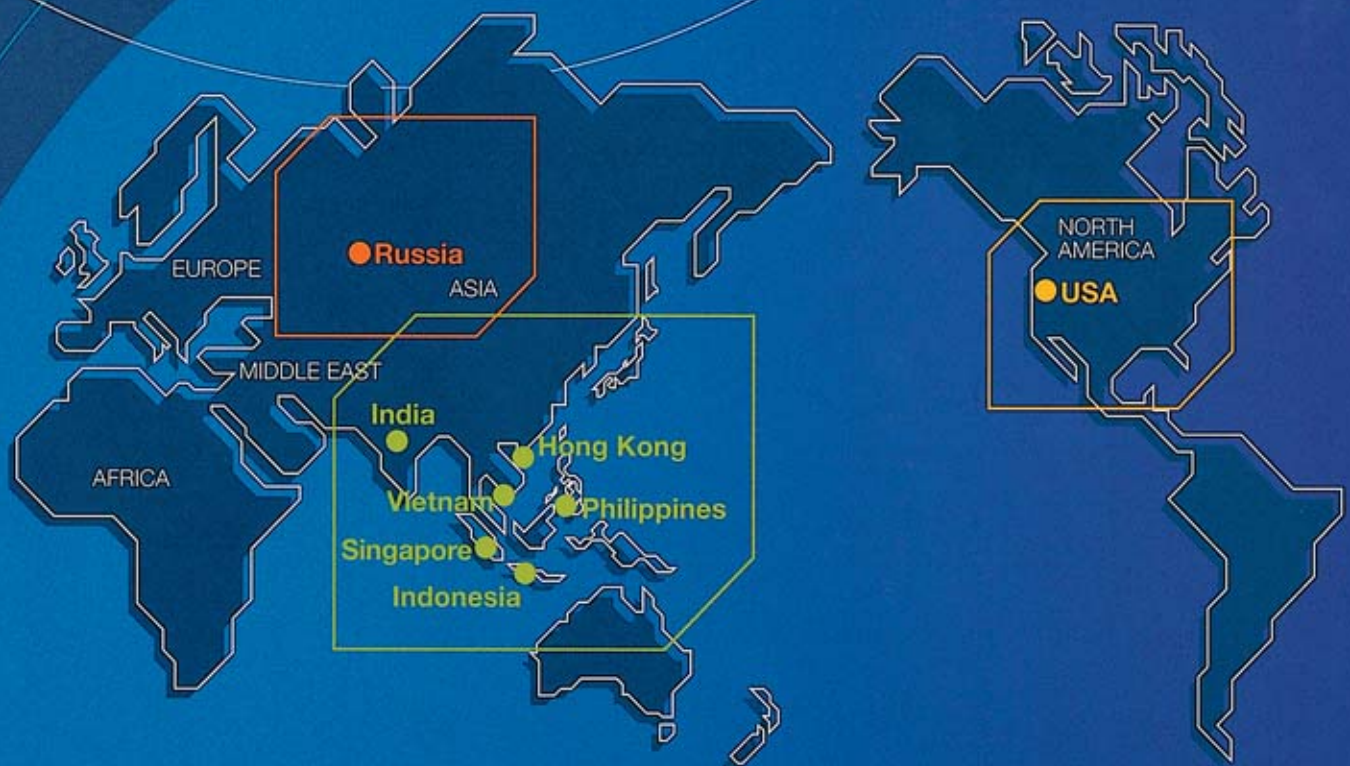 NORTH
AMERICA
Russia
EUROPE
ASIA
USA
MIDDLE EAST
India
Hong Kong
AFRICA
Vietnam
Philippines
Singapore
Indonesia